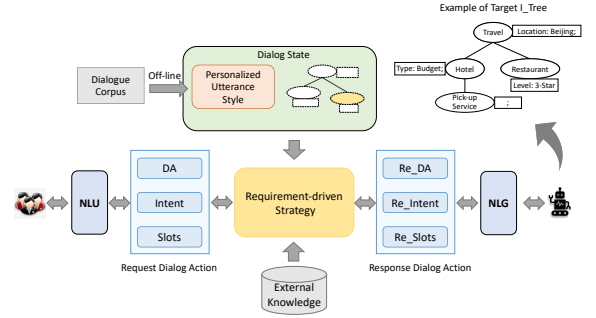 Example of Target I_Tree
Travel
Location: Beijing;
Type: Budget;
Hotel
Restaurant
Level: 3-Star
Pick-up
Service
;
Dialog State
Personalized
Utterance
Style
Dialogue
Corpus
Off-line
NLU
DA
Intent
Slots
Request Dialog Action
Requirement-driven
Strategy
Re_DA
Re_Intent
Re_Slots
Response Dialog Action
NLG
External
Knowledge